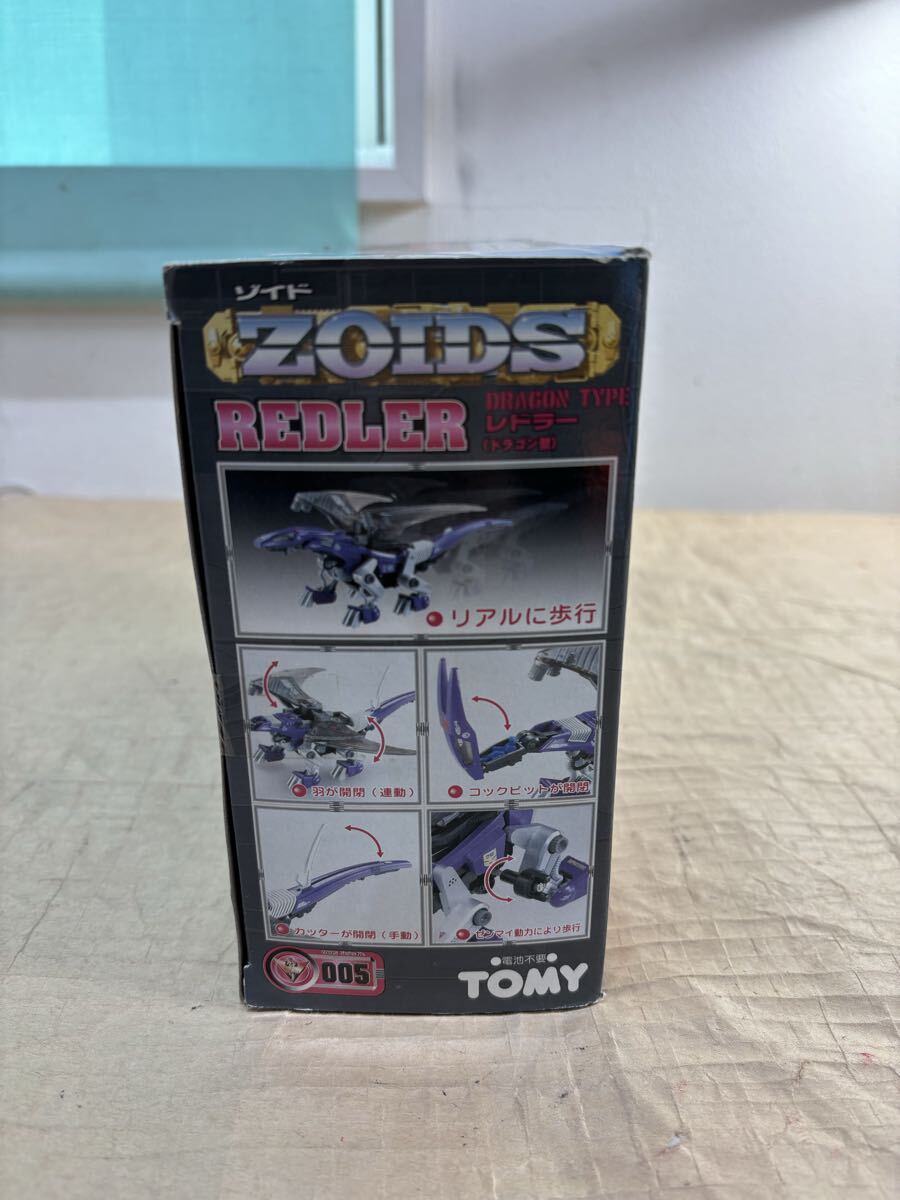 ゾイド
ZOIDS
REDLER
DRAGON TYPE
レドラー
(ドラゴン型)
リアルに歩行
羽が開閉(連動)
コックピットが開閉
カッターが開閉(手動)
ゼンマイ動力により歩行
005
電池不要
TOMY